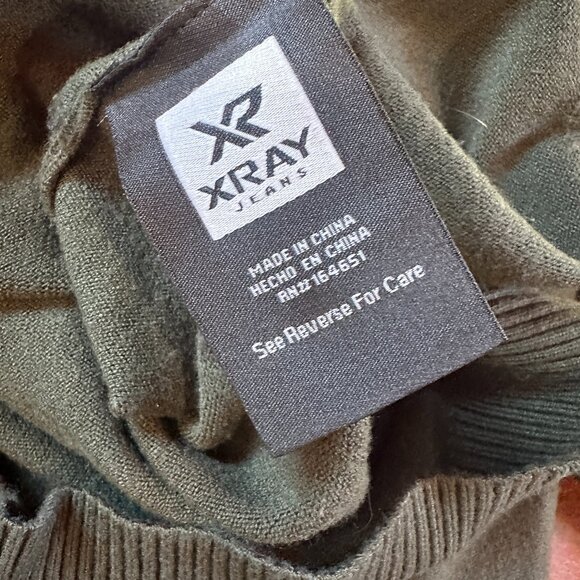 XR
XRAY
JEANS
MADE IN CHINA
HECHO EN CHINA
RN#164651
See Reverse For Care